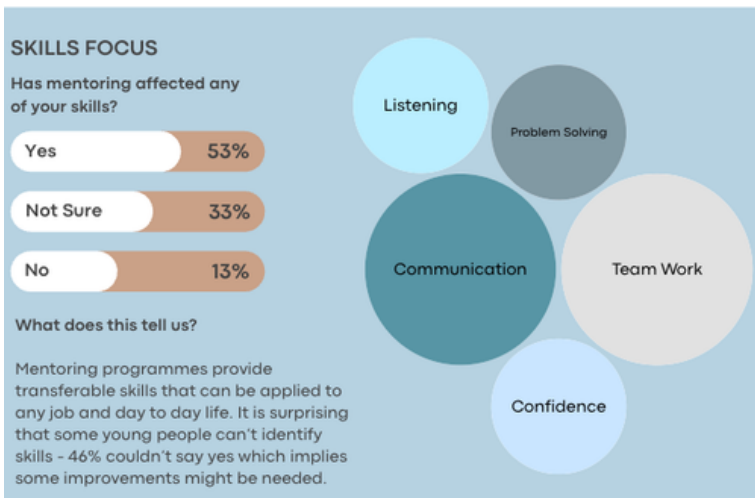 SKILLS FOCUS
Has mentoring affected any
of your skills?
Yes 53%
Not Sure 33%
No 13%
What does this tell us?
Mentoring programmes provide
transferable skills that can be applied to
any job and day to day life. It is surprising
that some young people can't identify
skills - 46% couldn't say yes which implies
some improvements might be needed.
Listening
Problem Solving
Communication
Team Work
Confidence